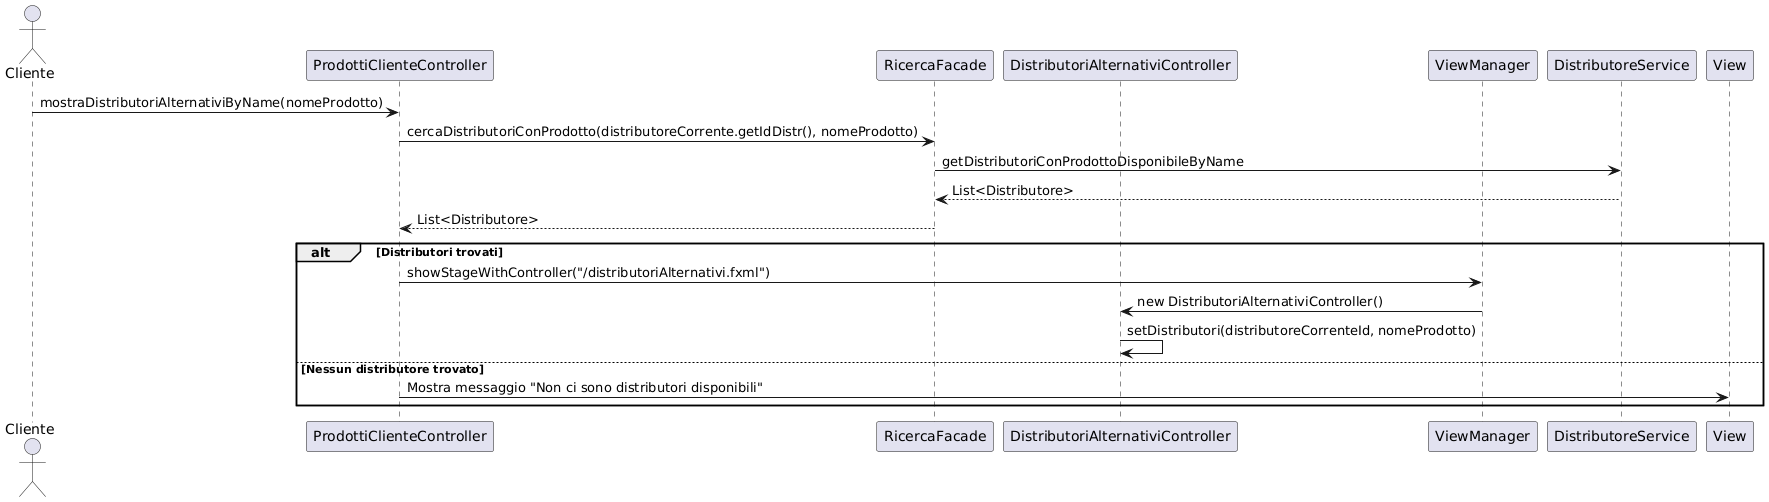 Cliente
ProdottiClienteController
RicercaFacade
DistributoriAlternativiController
ViewManager
DistributoreService
View
mostraDistributoriAlternativiByName(nomeProdotto)
cercaDistributoriConProdotto(distributoreCorrente.getIdDistr(), nomeProdotto)
getDistributoriConProdottoDisponibileByName
List<Distributore>
List<Distributore>
alt
[Distributori trovati]
showStageWithController("/distributoriAlternativi.fxml")
new DistributoriAlternativiController()
setDistributori(distributoreCorrenteId, nomeProdotto)
[Nessun distributore trovato]
Mostra messaggio "Non ci sono distributori disponibili"
Cliente
ProdottiClienteController
RicercaFacade
DistributoriAlternativiController
ViewManager
DistributoreService
View